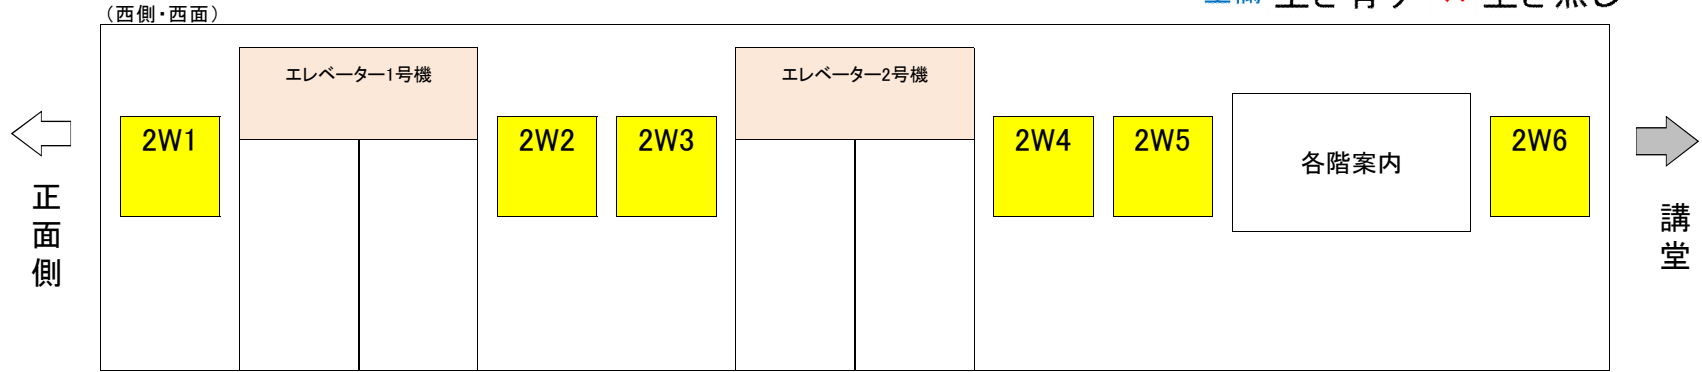 （西側・西面）
エレベーター1号機
エレベーター2号機
2W1
2W2
2W3
2W4
2W5
各階案内
2W6
正面側
講堂